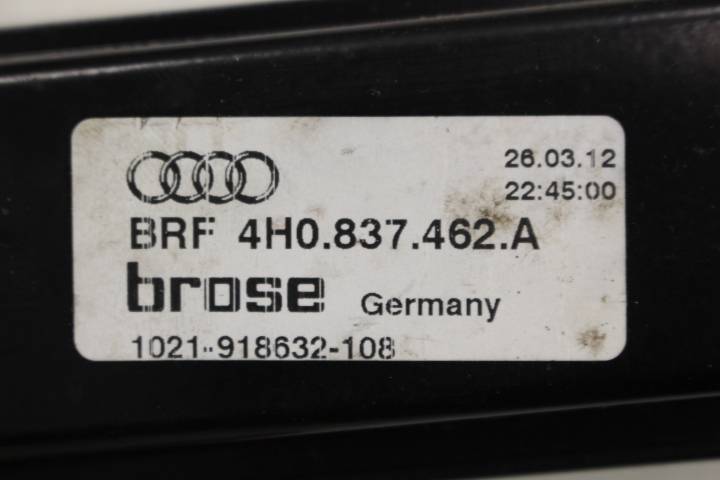 26.03.12
22:45:00
BRF 4H0.837.462.A
brose Germany
1021-918632-108